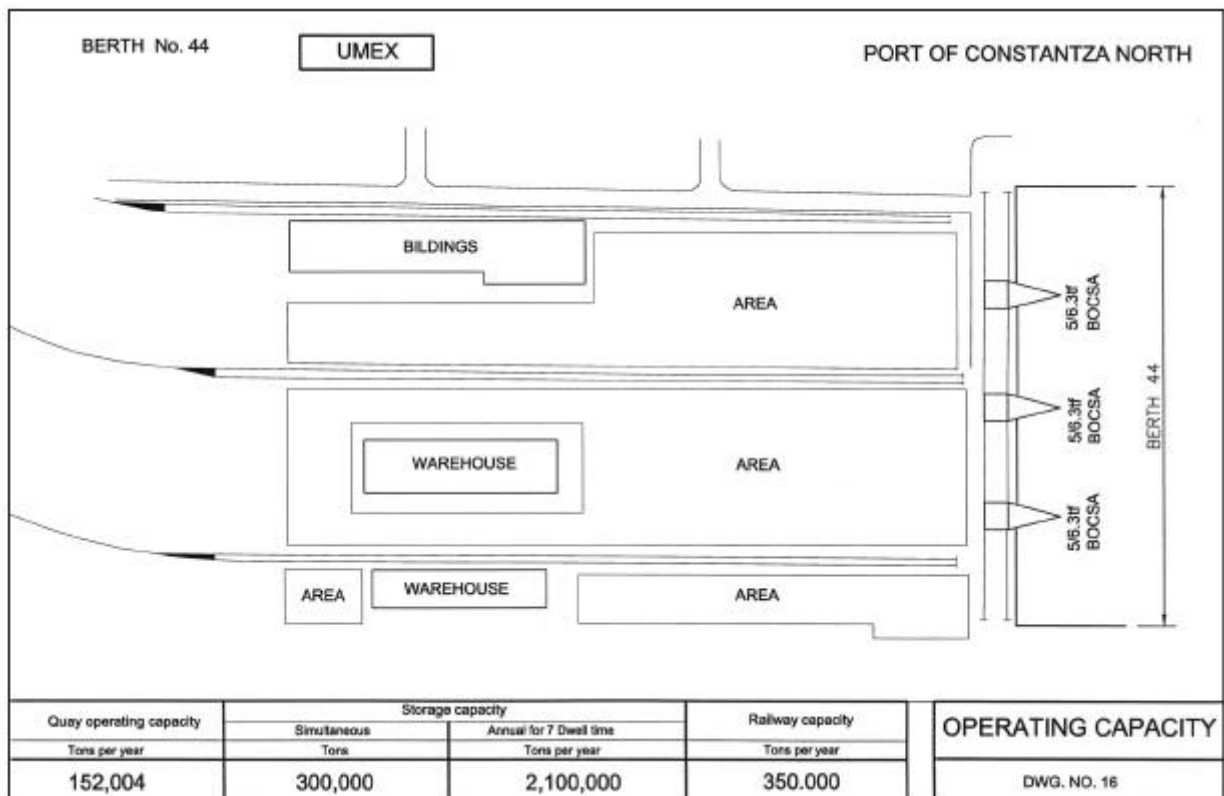 BERTH No. 44
UMEX
PORT OF CONSTANTZA NORTH
BILDINGS
AREA
5/6.3tf
BOCSA
WAREHOUSE
AREA
5/6.3tf
BOCSA
BERTH 44
5/6.3tf
BOCSA
AREA
WAREHOUSE
AREA
Quay operating capacity
Storage capacity
Railway capacity
Simultaneous
Annual for 7 Dwell time
Tons per year
Tons
Tons per year
Tons per year
152,004
300,000
2,100,000
350.000
OPERATING CAPACITY
DWG. NO. 16